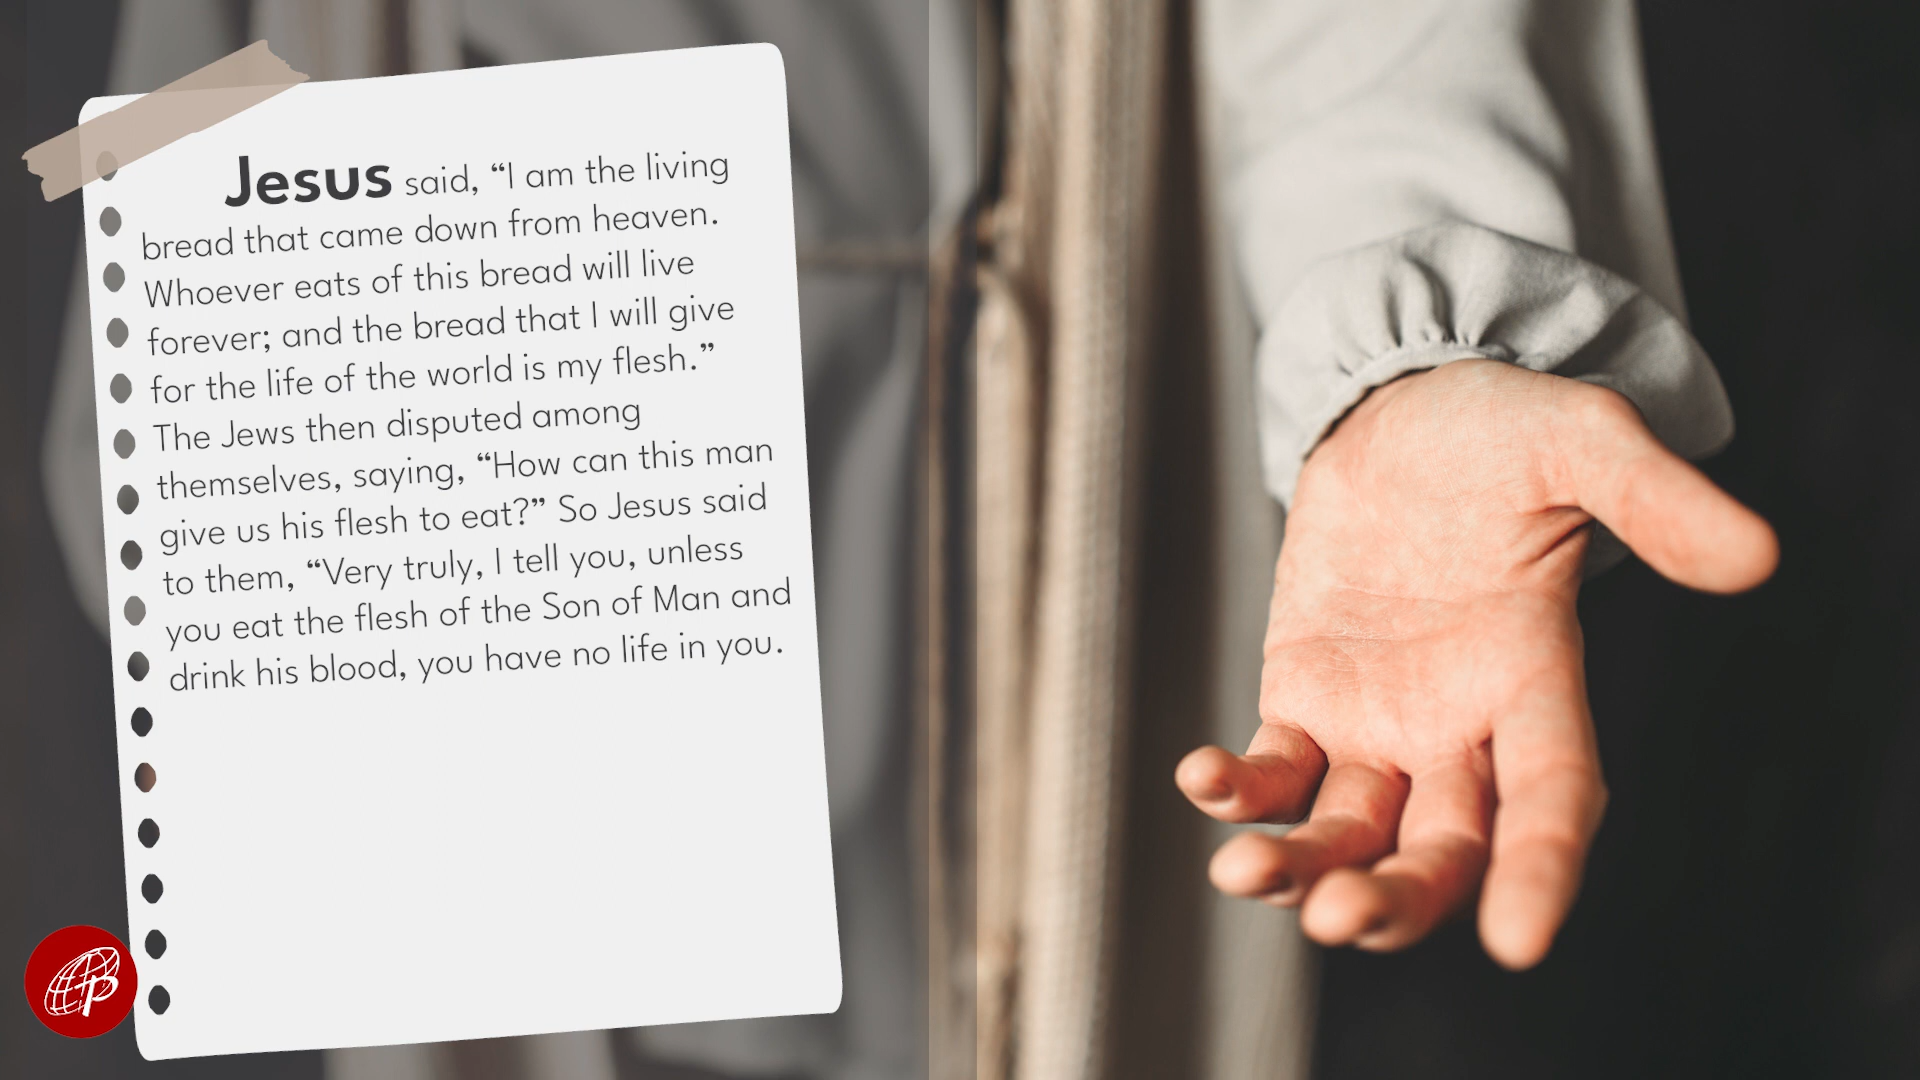 Jesus said, “I am the living
bread that came down from heaven.
Whoever eats of this bread will live
forever; and the bread that I will give
for the life of the world is my flesh.”
The Jews then disputed among
themselves, saying, “How can this man
give us his flesh to eat?” So Jesus said
to them, “Very truly, I tell you, unless
you eat the flesh of the Son of Man and
drink his blood, you have no life in you.
p